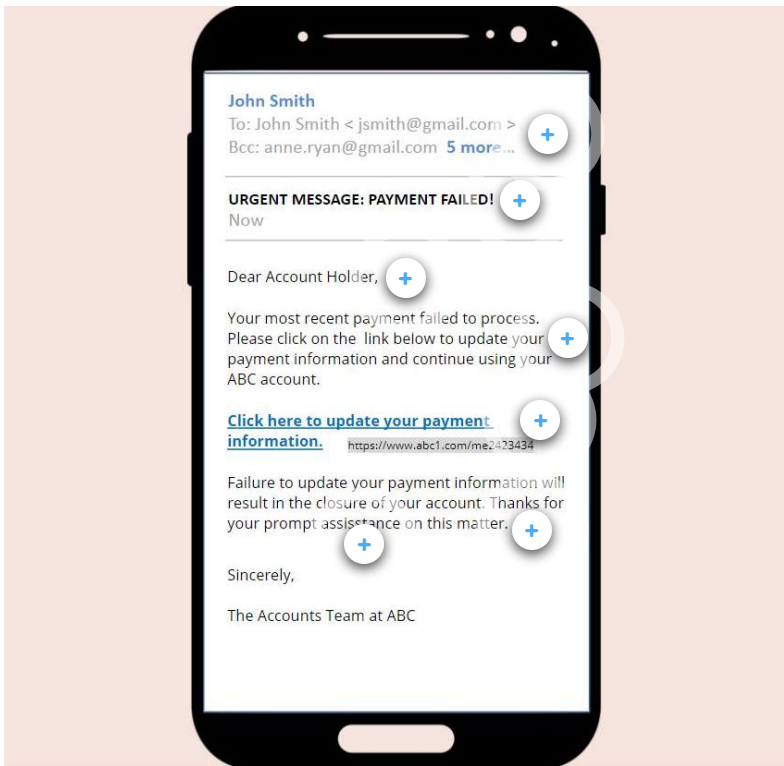 John Smith
To: John Smith < jsmith@gmail.com >
Bcc: anne.ryan@gmail.com 5 more...
URGENT MESSAGE: PAYMENT FAILED!
Now
Dear Account Holder,
Your most recent payment failed to process.
Please click on the link below to update your
payment information and continue using your
ABC account.
Click here to update your payment
information. https://www.abc1.com/me2423434
Failure to update your payment information will
result in the closure of your account. Thanks for
your prompt assisstance on this matter.
Sincerely,
The Accounts Team at ABC